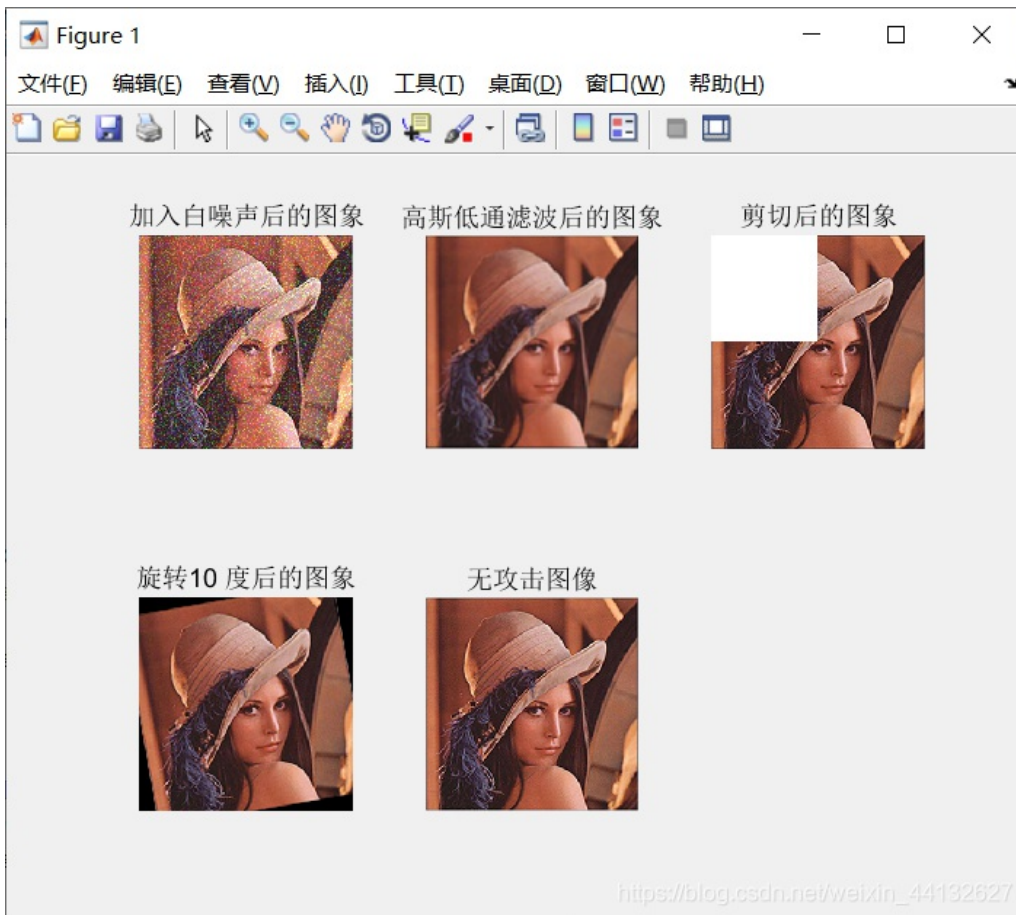 Figure 1
文件(F) 编辑(E) 查看(V) 插入(I) 工具(T) 桌面(D) 窗口(W) 帮助(H)
加入白噪声后的图象 高斯低通滤波后的图象 剪切后的图象
旋转10 度后的图象 无攻击图像
https://blog.csdn.net/weixin_44132627